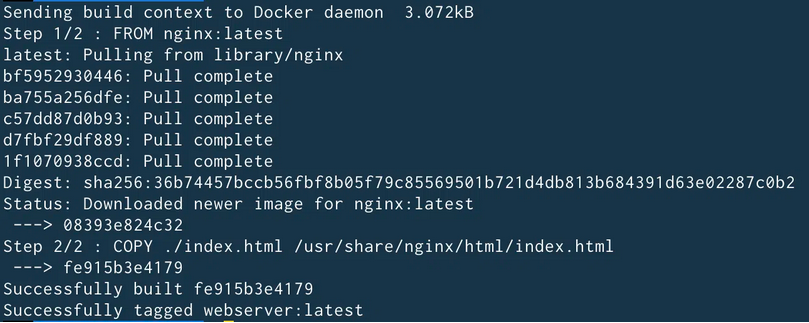 Sending build context to Docker daemon  3.072kB
Step 1/2 : FROM nginx:latest
latest: Pulling from library/nginx
bf5952930446: Pull complete
ba755a256dfe: Pull complete
c57dd87d0b93: Pull complete
d7fbf29df889: Pull complete
1f1070938ccd: Pull complete
Digest: sha256:36b74457bccb56fbf8b05f79c85569501b721d4db813b684391d63e02287c0b2
Status: Downloaded newer image for nginx:latest
 ---> 08393e824c32
Step 2/2 : COPY ./index.html /usr/share/nginx/html/index.html
 ---> fe915b3e4179
Successfully built fe915b3e4179
Successfully tagged webserver:latest